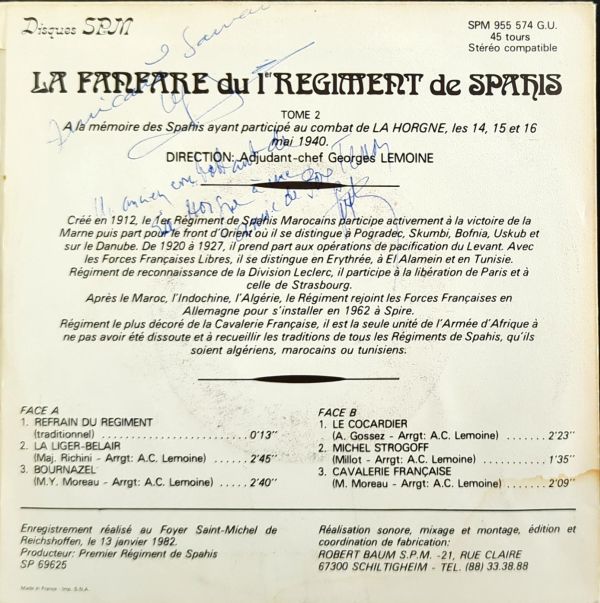 Disques SPM
SPM 955 574 G.U.
45 tours
Stéréo compatible
LA FANFARE du 1er REGIMENT de SPAHIS
TOME 2
A la mémoire des Spahis ayant participé au combat de LA HORGNE, les 14, 15 et 16
mai 1940.
DIRECTION: Adjudant-chef Georges LEMOINE
Un ancien combattant de
Horgne à une
de
Créé en 1912, le 1er Régiment de Spahis Marocains participe activement à la victoire de la
Marne puis part pour le front d'Orient où il se distingue à Pogradec, Skumbi, Bofnia, Uskub et
sur le Danube. De 1920 à 1927, il prend part aux opérations de pacification du Levant. Avec
les Forces Françaises Libres, il se distingue en Erythrée, à El Alamein et en Tunisie.
Régiment de reconnaissance de la Division Leclerc, il participe à la libération de Paris et à
celle de Strasbourg.
Après le Maroc, l'Indochine, l'Algérie, le Régiment rejoint les Forces Françaises en
Allemagne pour s'installer en 1962 à Spire.
Régiment le plus décoré de la Cavalerie Française, il est la seule unité de l'Armée d'Afrique à
ne pas avoir été dissoute et à recueillir les traditions de tous les Régiments de Spahis, qu'ils
soient algériens, marocains ou tunisiens.
FACE A
1. REFRAIN DU REGIMENT
(traditionnel) ........................ 0'13"
2. LA LIGER-BELAIR
(Maj. Richini - Arrgt: A.C. Lemoine) ...... 2'45"
3. BOURNAZEL
(M.Y. Moreau - Arrgt: A.C. Lemoine) ..... 2'40"
FACE B
1. LE COCARDIER
(A. Gossez - Arrgt: A.C. Lemoine) ....... 2'23"
2. MICHEL STROGOFF
(Millot - Arrgt: A.C. Lemoine) .......... 1'35"
3. CAVALERIE FRANÇAISE
(M. Moreau - Arrgt: A.C. Lemoine) ...... 2'09"
Enregistrement réalisé au Foyer Saint-Michel de
Reichshoffen, le 13 janvier 1982.
Producteur: Premier Régiment de Spahis
SP 69625
Réalisation sonore, mixage et montage, édition et
coordination de fabrication:
ROBERT BAUM S.P.M. -21, RUE CLAIRE
67300 SCHILTIGHEIM - TEL. (88) 33.38.88
Made in France - Imp. S.N.A.